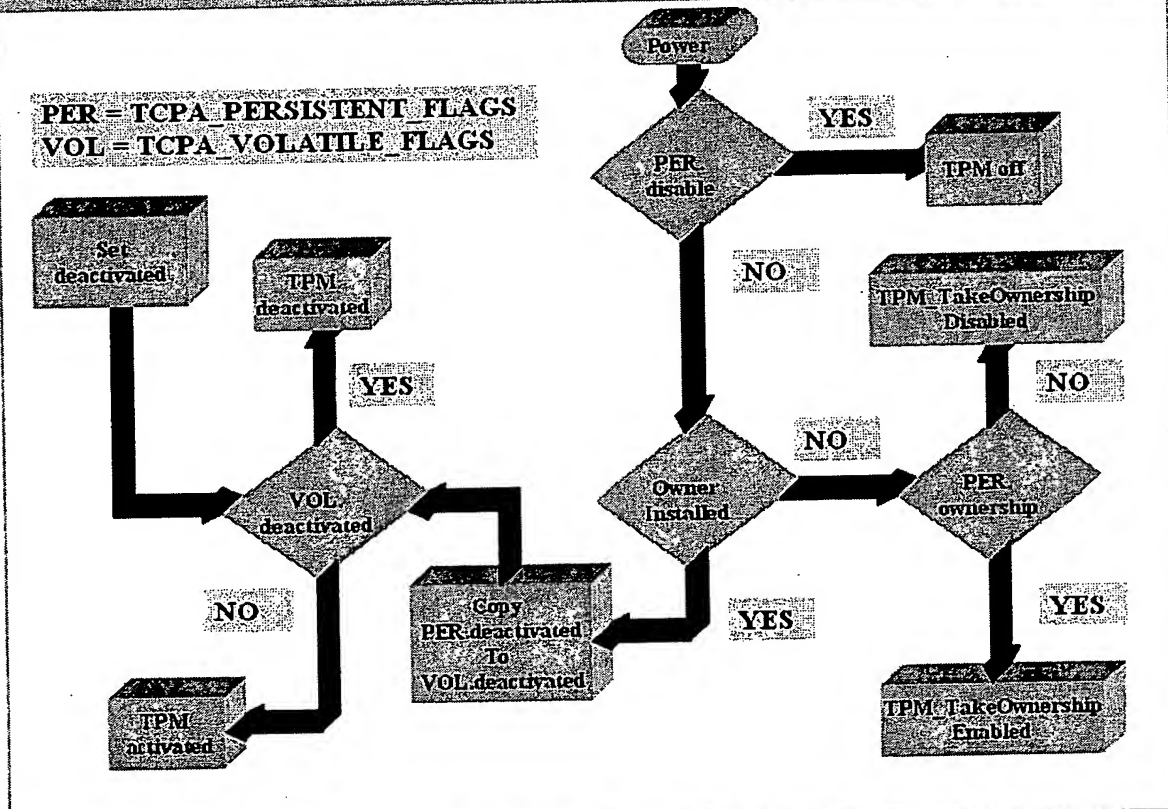 Power
PER = TCPA_PERSISTENT_FLAGS
VOL = TCPA_VOLATILE_FLAGS
YES
PER
disable
TPM off
Set
deactivated
TPM
deactivated
NO
TPM_TakeOwnership
Disabled
YES
NO
NO
VOL
deactivated
Owner
Installed
PER
ownership
NO
Copy
PER.deactivated
To
VOL.deactivated
YES
YES
TPM
activated
TPM_TakeOwnership
Enabled